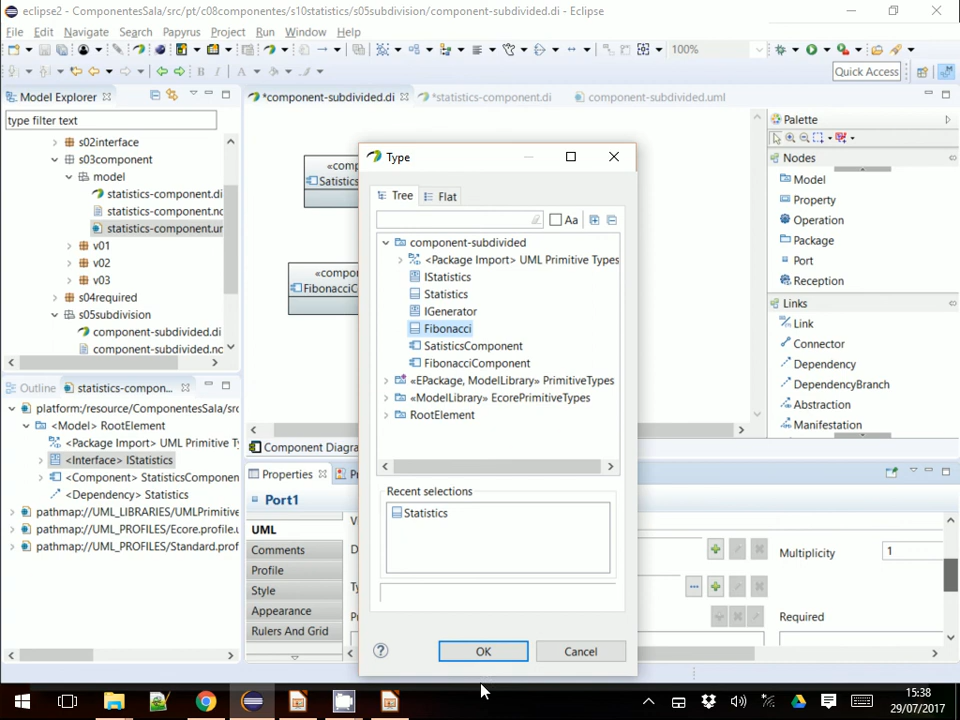 eclipse2 - ComponentesSala/src/pt/c08componentes/s10statistics/s05subdivision/component-subdivided.di - Eclipse
File Edit Navigate Search Papyrus Project Run Window Help
100%
Quick Access
Model Explorer
type filter text
s02interface
s03component
model
statistics-component.di
statistics-component.nc
statistics-component.ur
v01
v02
v03
s04required
s05subdivision
component-subdivided.di
component-subdivided.nc
*component-subdivided.di
*statistics-component.di
component-subdivided.uml
«comp
Satistics
«compor
FibonacciC
Component Diagra
Palette
Nodes
Model
Property
Operation
Package
Port
Reception
Links
Link
Connector
Dependency
DependencyBranch
Abstraction
Manifestation
Outline
statistics-compon...
platform:/resource/ComponentesSala/src
<Model> RootElement
<Package Import> UML Primitive T
<Interface> IStatistics
<Component> StatisticsComponen
<Dependency> Statistics
pathmap://UML_LIBRARIES/UMLPrimitive
pathmap://UML_PROFILES/Ecore.profile.u
pathmap://UML_PROFILES/Standard.prof
Type
Tree
Flat
Aa
component-subdivided
<Package Import> UML Primitive Types
IStatistics
Statistics
IGenerator
Fibonacci
SatisticsComponent
FibonacciComponent
«EPackage, ModelLibrary» PrimitiveTypes
«ModelLibrary» EcorePrimitiveTypes
RootElement
Recent selections
Statistics
OK
Cancel
Properties
Port1
UML
Comments
Profile
Style
Appearance
Rulers And Grid
Multiplicity
1
Required
15:38
29/07/2017